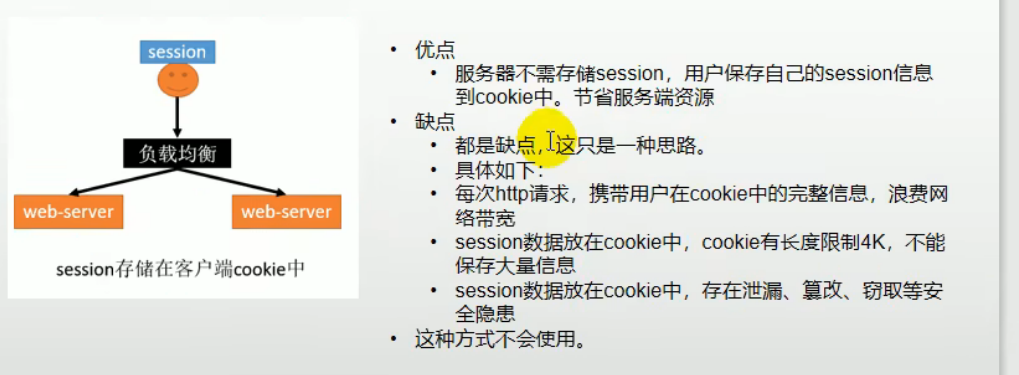 session
负载均衡
web-server
web-server
session存储在客户端cookie中
• 优点
• 服务器不需存储session，用户保存自己的session信息
到cookie中。节省服务端资源
• 缺点
• 都是缺点，这只是一种思路。
• 具体如下：
• 每次http请求，携带用户在cookie中的完整信息，浪费网
络带宽
• session数据放在cookie中，cookie有长度限制4K，不能
保存大量信息
• session数据放在cookie中，存在泄漏、篡改、窃取等安
全隐患
• 这种方式不会使用。